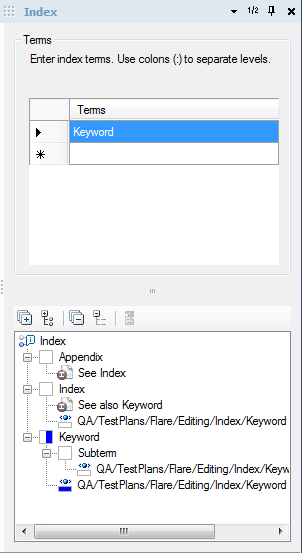 Index
1/2
Terms
Enter index terms. Use colons (:) to separate levels.
Terms
Keyword
Index
Appendix
See Index
Index
See also Keyword
QA/TestPlans/Flare/Editing/Index/Keyword
Keyword
Subterm
QA/TestPlans/Flare/Editing/Index/Keyw
QA/TestPlans/Flare/Editing/Index/Keyword